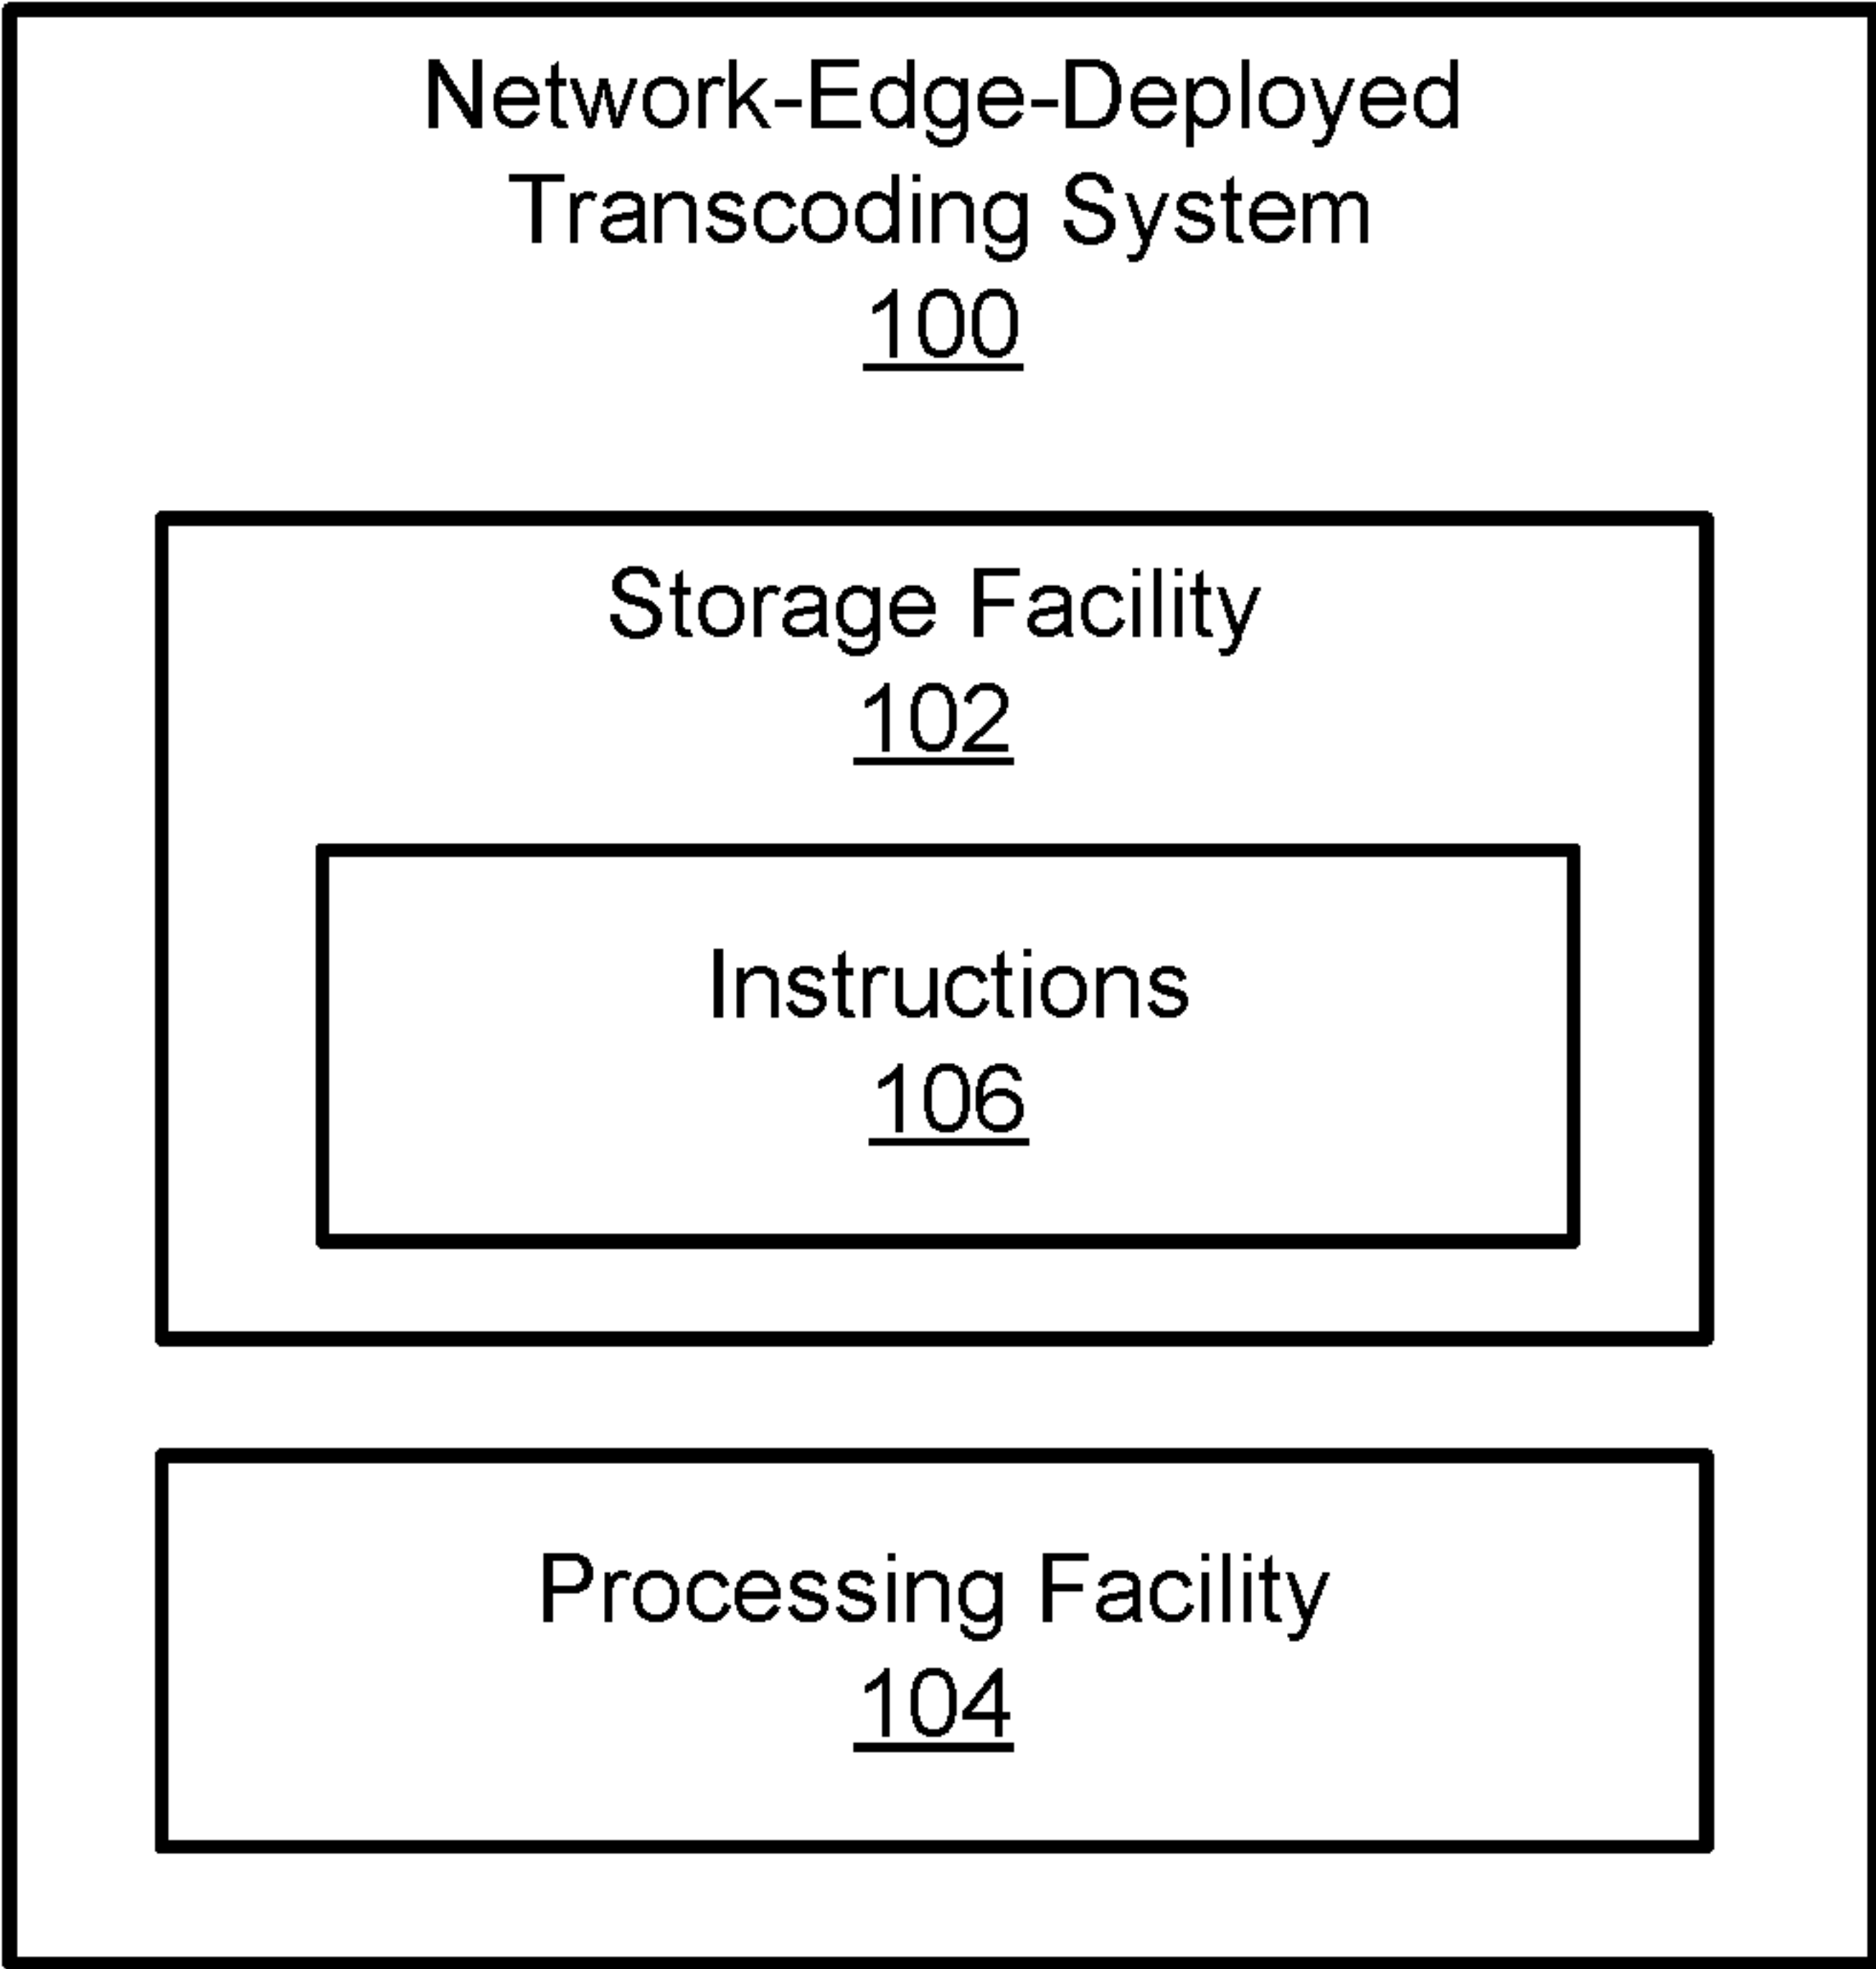 Network-Edge-Deployed
Transcoding System
100
Storage Facility
102
Instructions
106
Processing Facility
104